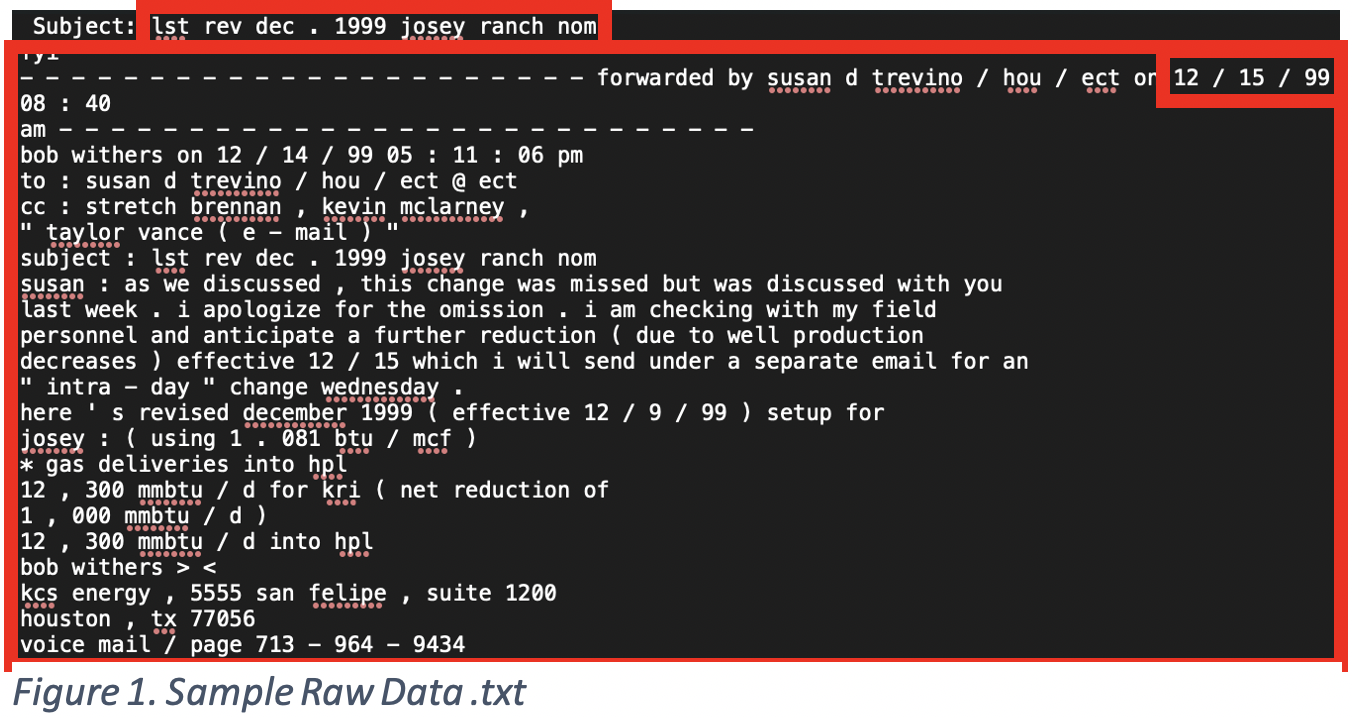 Subject: lst rev dec . 1999 josey ranch nom
fyi
- - - - - - - - - - - - - - - - - - - - - - forwarded by susan d trevino / hou / ect on 12 / 15 / 99
08 : 40
am - - - - - - - - - - - - - - - - - - - - - - - - - - -
bob withers on 12 / 14 / 99 05 : 11 : 06 pm
to : susan d trevino / hou / ect @ ect
cc : stretch brennan , kevin mclarney ,
" taylor vance ( e - mail ) "
subject : lst rev dec . 1999 josey ranch nom
susan : as we discussed , this change was missed but was discussed with you
last week . i apologize for the omission . i am checking with my field
personnel and anticipate a further reduction ( due to well production
decreases ) effective 12 / 15 which i will send under a separate email for an
" intra - day " change wednesday .
here ' s revised december 1999 ( effective 12 / 9 / 99 ) setup for
josey : ( using 1 . 081 btu / mcf )
* gas deliveries into hpl
12 , 300 mmbtu / d for kri ( net reduction of
1 , 000 mmbtu / d )
12 , 300 mmbtu / d into hpl
bob withers > <
kcs energy , 5555 san felipe , suite 1200
houston , tx 77056
voice mail / page 713 - 964 - 9434
Figure 1. Sample Raw Data .txt